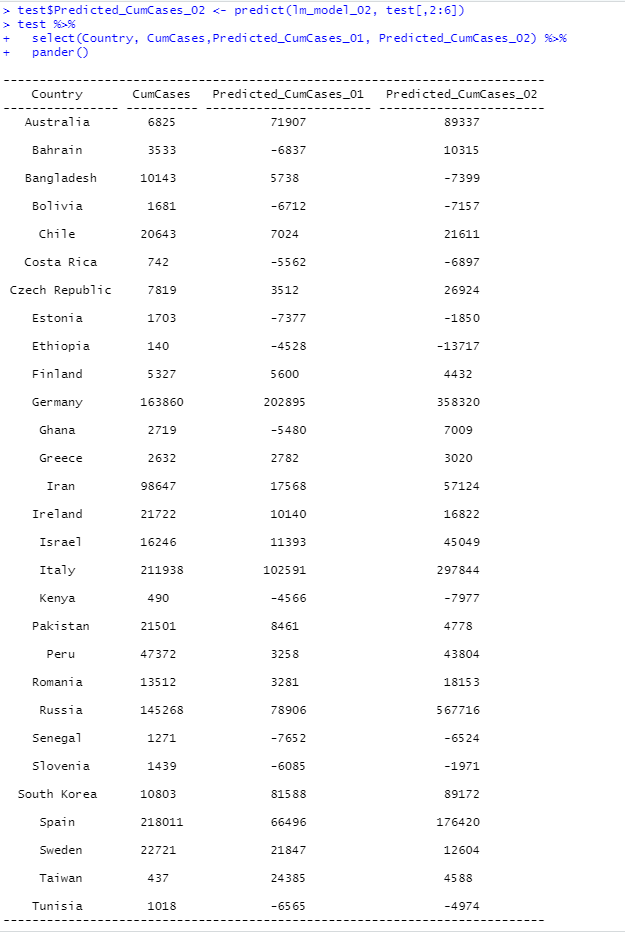 > test$Predicted_CumCases_02 <- predict(lm_model_02, test[,2:6])
> test %>%
+   select(Country, CumCases,Predicted_CumCases_01, Predicted_CumCases_02) %>%
+   pander()
---------------------------------------------------------------------------
Country CumCases Predicted_CumCases_01 Predicted_CumCases_02
---------------- ---------- ----------------------- -----------------------
Australia 6825 71907 89337
Bahrain 3533 -6837 10315
Bangladesh 10143 5738 -7399
Bolivia 1681 -6712 -7157
Chile 20643 7024 21611
Costa Rica 742 -5562 -6897
Czech Republic 7819 3512 26924
Estonia 1703 -7377 -1850
Ethiopia 140 -4528 -13717
Finland 5327 5600 4432
Germany 163860 202895 358320
Ghana 2719 -5480 7009
Greece 2632 2782 3020
Iran 98647 17568 57124
Ireland 21722 10140 16822
Israel 16246 11393 45049
Italy 211938 102591 297844
Kenya 490 -4566 -7977
Pakistan 21501 8461 4778
Peru 47372 3258 43804
Romania 13512 3281 18153
Russia 145268 78906 567716
Senegal 1271 -7652 -6524
Slovenia 1439 -6085 -1971
South Korea 10803 81588 89172
Spain 218011 66496 176420
Sweden 22721 21847 12604
Taiwan 437 24385 4588
Tunisia 1018 -6565 -4974
---------------------------------------------------------------------------